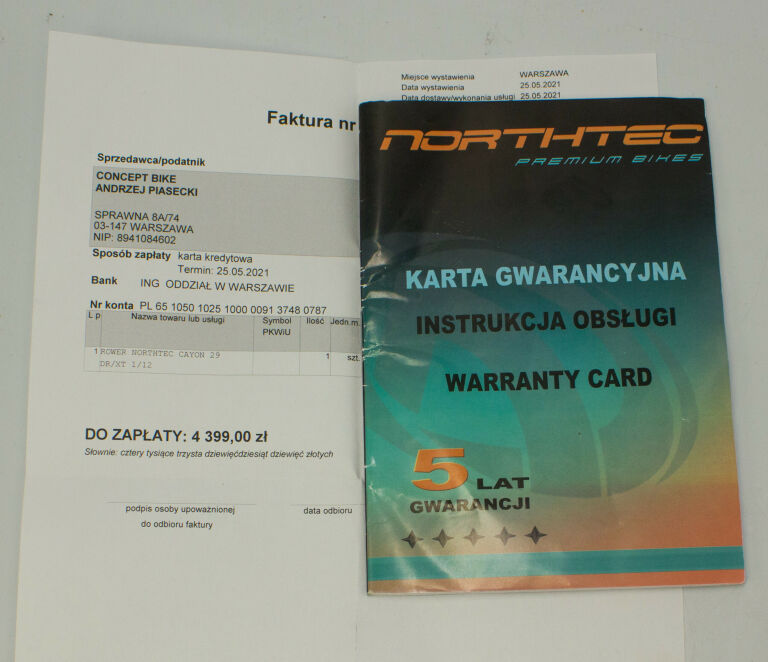 Miejsce wystawienia WARSZAWA
Data wystawienia 25.05.2021
Data dostawy/wykonania usługi 25.05.2021
Faktura nr
Sprzedawca/podatnik
CONCEPT BIKE
ANDRZEJ PIASECKI
SPRAWNA 8A/74
03-147 WARSZAWA
NIP: 8941084602
Sposób zapłaty karta kredytowa
Termin: 25.05.2021
Bank ING ODDZIAŁ W WARSZAWIE
Nr konta PL 65 1050 1025 1000 0091 3748 0787
L p Nazwa towaru lub usługi Symbol PKWiU Ilość Jedn.m.
1 ROWER NORTHTEC CAYON 29 1 szt.
DR/XT 1/12
DO ZAPŁATY: 4 399,00 zł
Słownie: cztery tysiące trzysta dziewięćdziesiąt dziewięć złotych
podpis osoby upoważnionej data odbioru
do odbioru faktury
NORTHTEC
PREMIUM BIKES
KARTA GWARANCYJNA
INSTRUKCJA OBSŁUGI
WARRANTY CARD
5 LAT
GWARANCJI